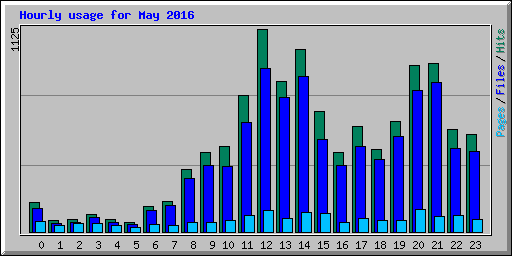 Hourly usage for May 2016
1125
Pages/Files/Hits
0 1 2 3 4 5 6 7 8 9 10 11 12 13 14 15 16 17 18 19 20 21 22 23